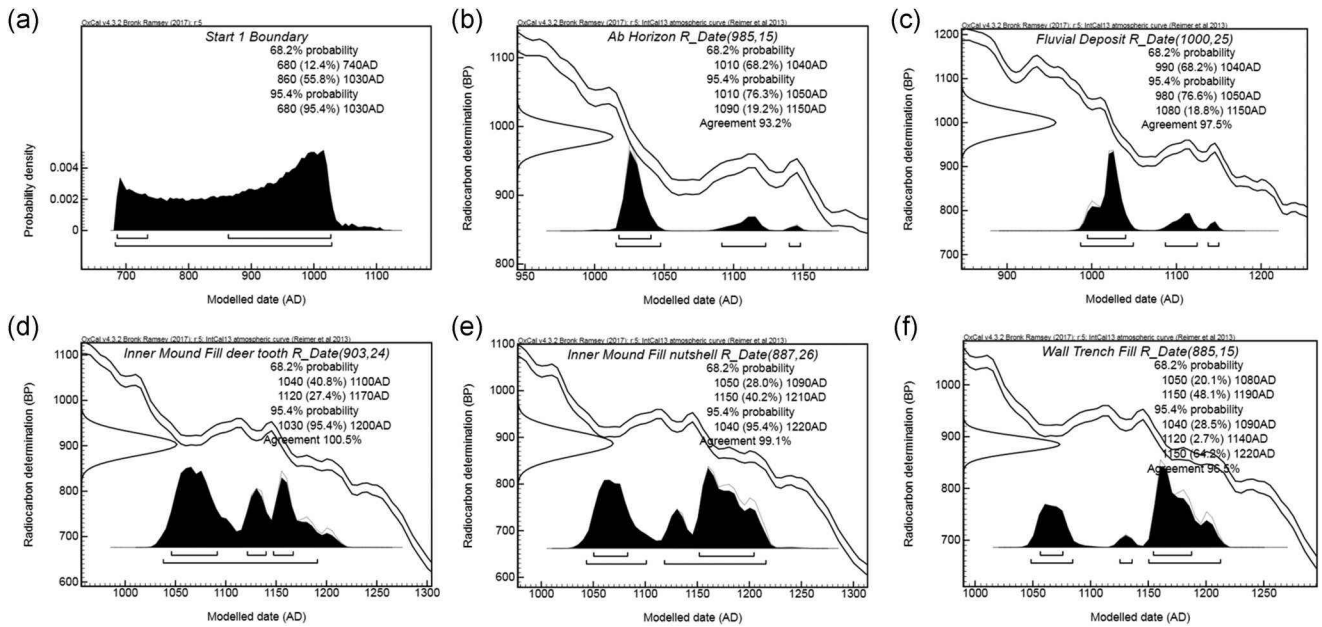 (a)
OxCal v4.3.2 Bronk Ramsey (2017): r:5
Start 1 Boundary
68.2% probability
680 (12.4%) 740AD
860 (55.8%) 1030AD
95.4% probability
680 (95.4%) 1030AD
Probability density
0.004
0.002
0
700 800 900 1000 1100
Modelled date (AD)
(b)
OxCal v4.3.2 Bronk Ramsey (2017): r:5 IntCal13 atmospheric curve (Reimer et al 2013)
Ab Horizon R_Date(985,15)
68.2% probability
1010 (68.2%) 1040AD
95.4% probability
1010 (76.3%) 1050AD
1090 (19.2%) 1150AD
Agreement 93.2%
Radiocarbon determination (BP)
1100
1000
900
800
950 1000 1050 1100 1150
Modelled date (AD)
(c)
OxCal v4.3.2 Bronk Ramsey (2017): r:5 IntCal13 atmospheric curve (Reimer et al 2013)
Fluvial Deposit R_Date(1000,25)
68.2% probability
990 (68.2%) 1040AD
95.4% probability
980 (76.6%) 1050AD
1080 (18.8%) 1150AD
Agreement 97.5%
Radiocarbon determination (BP)
1200
1100
1000
900
800
700
900 1000 1100 1200
Modelled date (AD)
(d)
OxCal v4.3.2 Bronk Ramsey (2017): r:5 IntCal13 atmospheric curve (Reimer et al 2013)
Inner Mound Fill deer tooth R_Date(903,24)
68.2% probability
1040 (40.8%) 1100AD
1120 (27.4%) 1170AD
95.4% probability
1030 (95.4%) 1200AD
Agreement 100.5%
Radiocarbon determination (BP)
1100
1000
900
800
700
600
1000 1050 1100 1150 1200 1250 1300
Modelled date (AD)
(e)
OxCal v4.3.2 Bronk Ramsey (2017): r:5 IntCal13 atmospheric curve (Reimer et al 2013)
Inner Mound Fill nutshell R_Date(887,26)
68.2% probability
1050 (28.0%) 1090AD
1150 (40.2%) 1210AD
95.4% probability
1040 (95.4%) 1220AD
Agreement 99.1%
Radiocarbon determination (BP)
1100
1000
900
800
700
600
1000 1050 1100 1150 1200 1250 1300
Modelled date (AD)
(f)
OxCal v4.3.2 Bronk Ramsey (2017): r:5 IntCal13 atmospheric curve (Reimer et al 2013)
Wall Trench Fill R_Date(885,15)
68.2% probability
1050 (20.1%) 1080AD
1150 (48.1%) 1190AD
95.4% probability
1040 (28.5%) 1090AD
1120 (2.7%) 1140AD
1150 (64.2%) 1220AD
Agreement 96.5%
Radiocarbon determination (BP)
1000
900
800
700
1000 1050 1100 1150 1200 1250
Modelled date (AD)